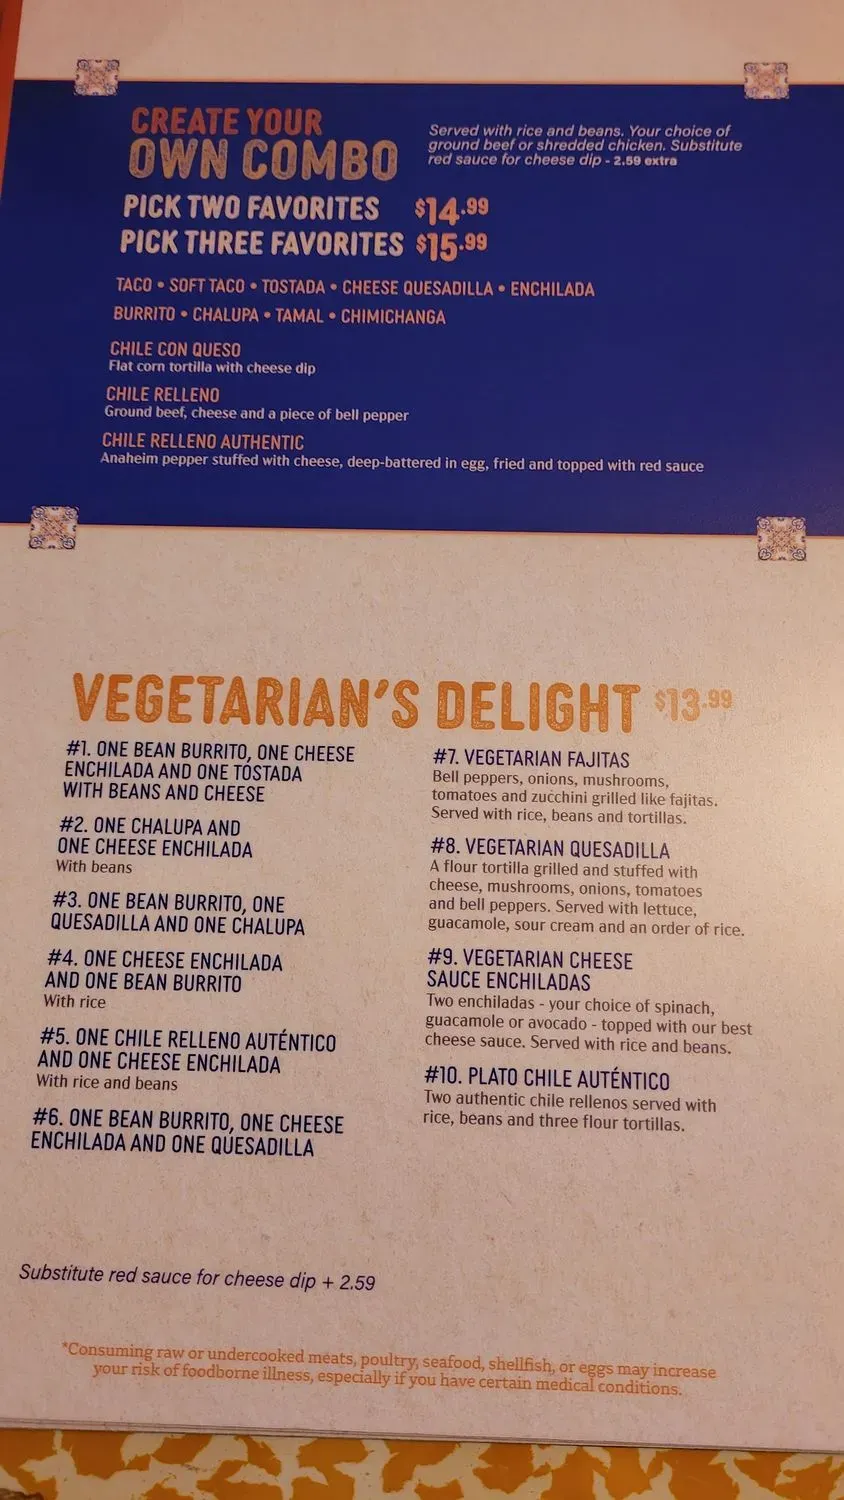 CREATE YOUR
OWN COMBO
Served with rice and beans. Your choice of
ground beef or shredded chicken. Substitute
red sauce for cheese dip - 2.59 extra
PICK TWO FAVORITES $14.99
PICK THREE FAVORITES $15.99
TACO • SOFT TACO • TOSTADA • CHEESE QUESADILLA • ENCHILADA
BURRITO • CHALUPA • TAMAL • CHIMICHANGA
CHILE CON QUESO
Flat corn tortilla with cheese dip
CHILE RELLENO
Ground beef, cheese and a piece of bell pepper
CHILE RELLENO AUTHENTIC
Anaheim pepper stuffed with cheese, deep-battered in egg, fried and topped with red sauce
VEGETARIAN'S DELIGHT $13.99
#1. ONE BEAN BURRITO, ONE CHEESE
ENCHILADA AND ONE TOSTADA
WITH BEANS AND CHEESE
#2. ONE CHALUPA AND
ONE CHEESE ENCHILADA
With beans
#3. ONE BEAN BURRITO, ONE
QUESADILLA AND ONE CHALUPA
#4. ONE CHEESE ENCHILADA
AND ONE BEAN BURRITO
With rice
#5. ONE CHILE RELLENO AUTÉNTICO
AND ONE CHEESE ENCHILADA
With rice and beans
#6. ONE BEAN BURRITO, ONE CHEESE
ENCHILADA AND ONE QUESADILLA
#7. VEGETARIAN FAJITAS
Bell peppers, onions, mushrooms,
tomatoes and zucchini grilled like fajitas.
Served with rice, beans and tortillas.
#8. VEGETARIAN QUESADILLA
A flour tortilla grilled and stuffed with
cheese, mushrooms, onions, tomatoes
and bell peppers. Served with lettuce,
guacamole, sour cream and an order of rice.
#9. VEGETARIAN CHEESE
SAUCE ENCHILADAS
Two enchiladas - your choice of spinach,
guacamole or avocado - topped with our best
cheese sauce. Served with rice and beans.
#10. PLATO CHILE AUTÉNTICO
Two authentic chile rellenos served with
rice, beans and three flour tortillas.
Substitute red sauce for cheese dip + 2.59
*Consuming raw or undercooked meats, poultry, seafood, shellfish, or eggs may increase
your risk of foodborne illness, especially if you have certain medical conditions.